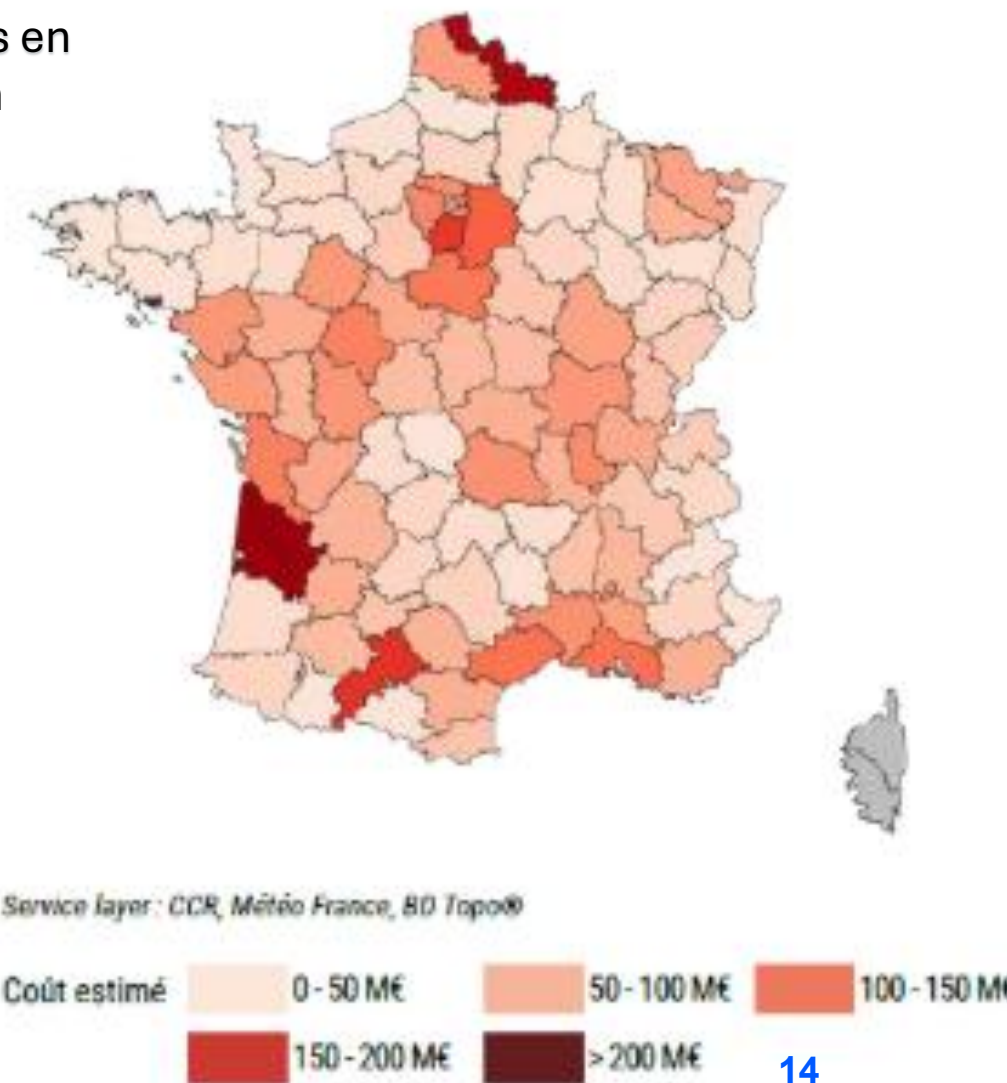 s en
Service layer : CCR, Météo France, BD Topo®
Coût estimé
0 - 50 M€
50 - 100 M€
100 - 150 M€
150 - 200 M€
> 200 M€
14